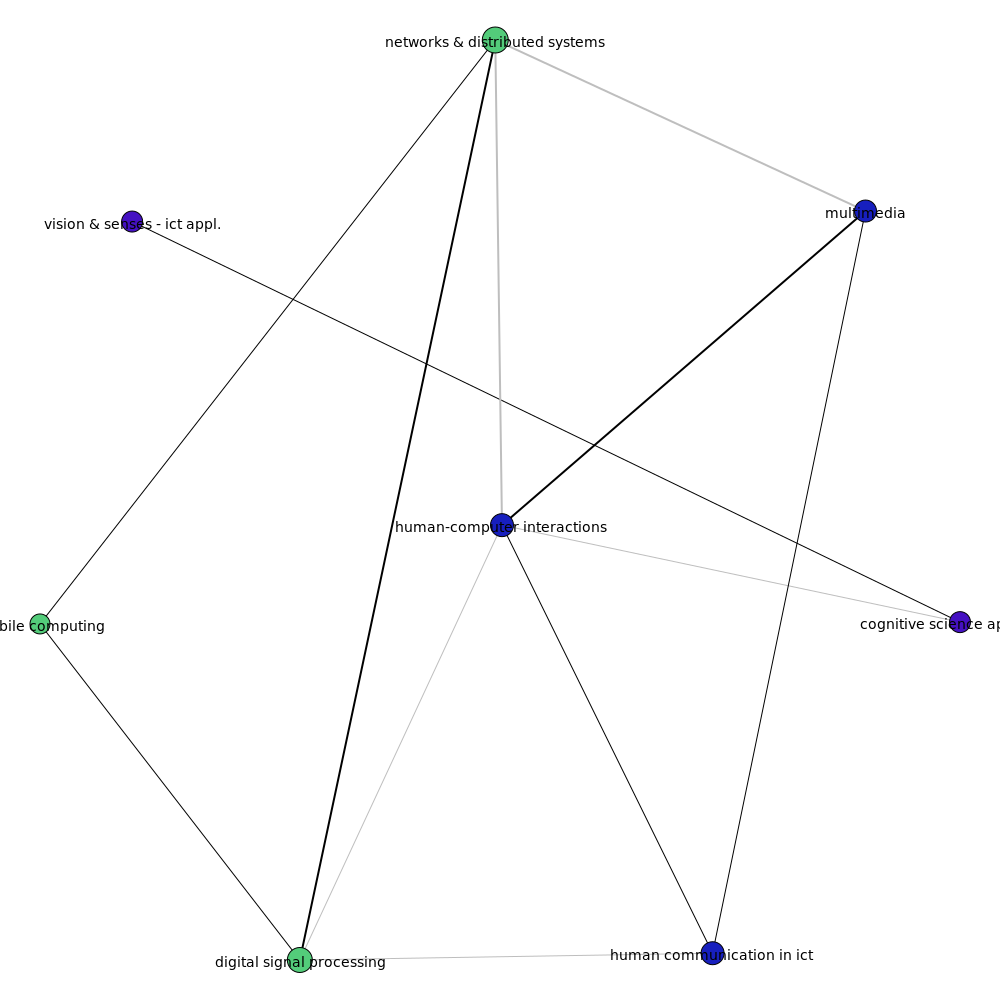 networks & distributed systems
multimedia
vision & senses - ict appl.
human-computer interactions
cognitive science
bile computing
human communication in ict
digital signal processing